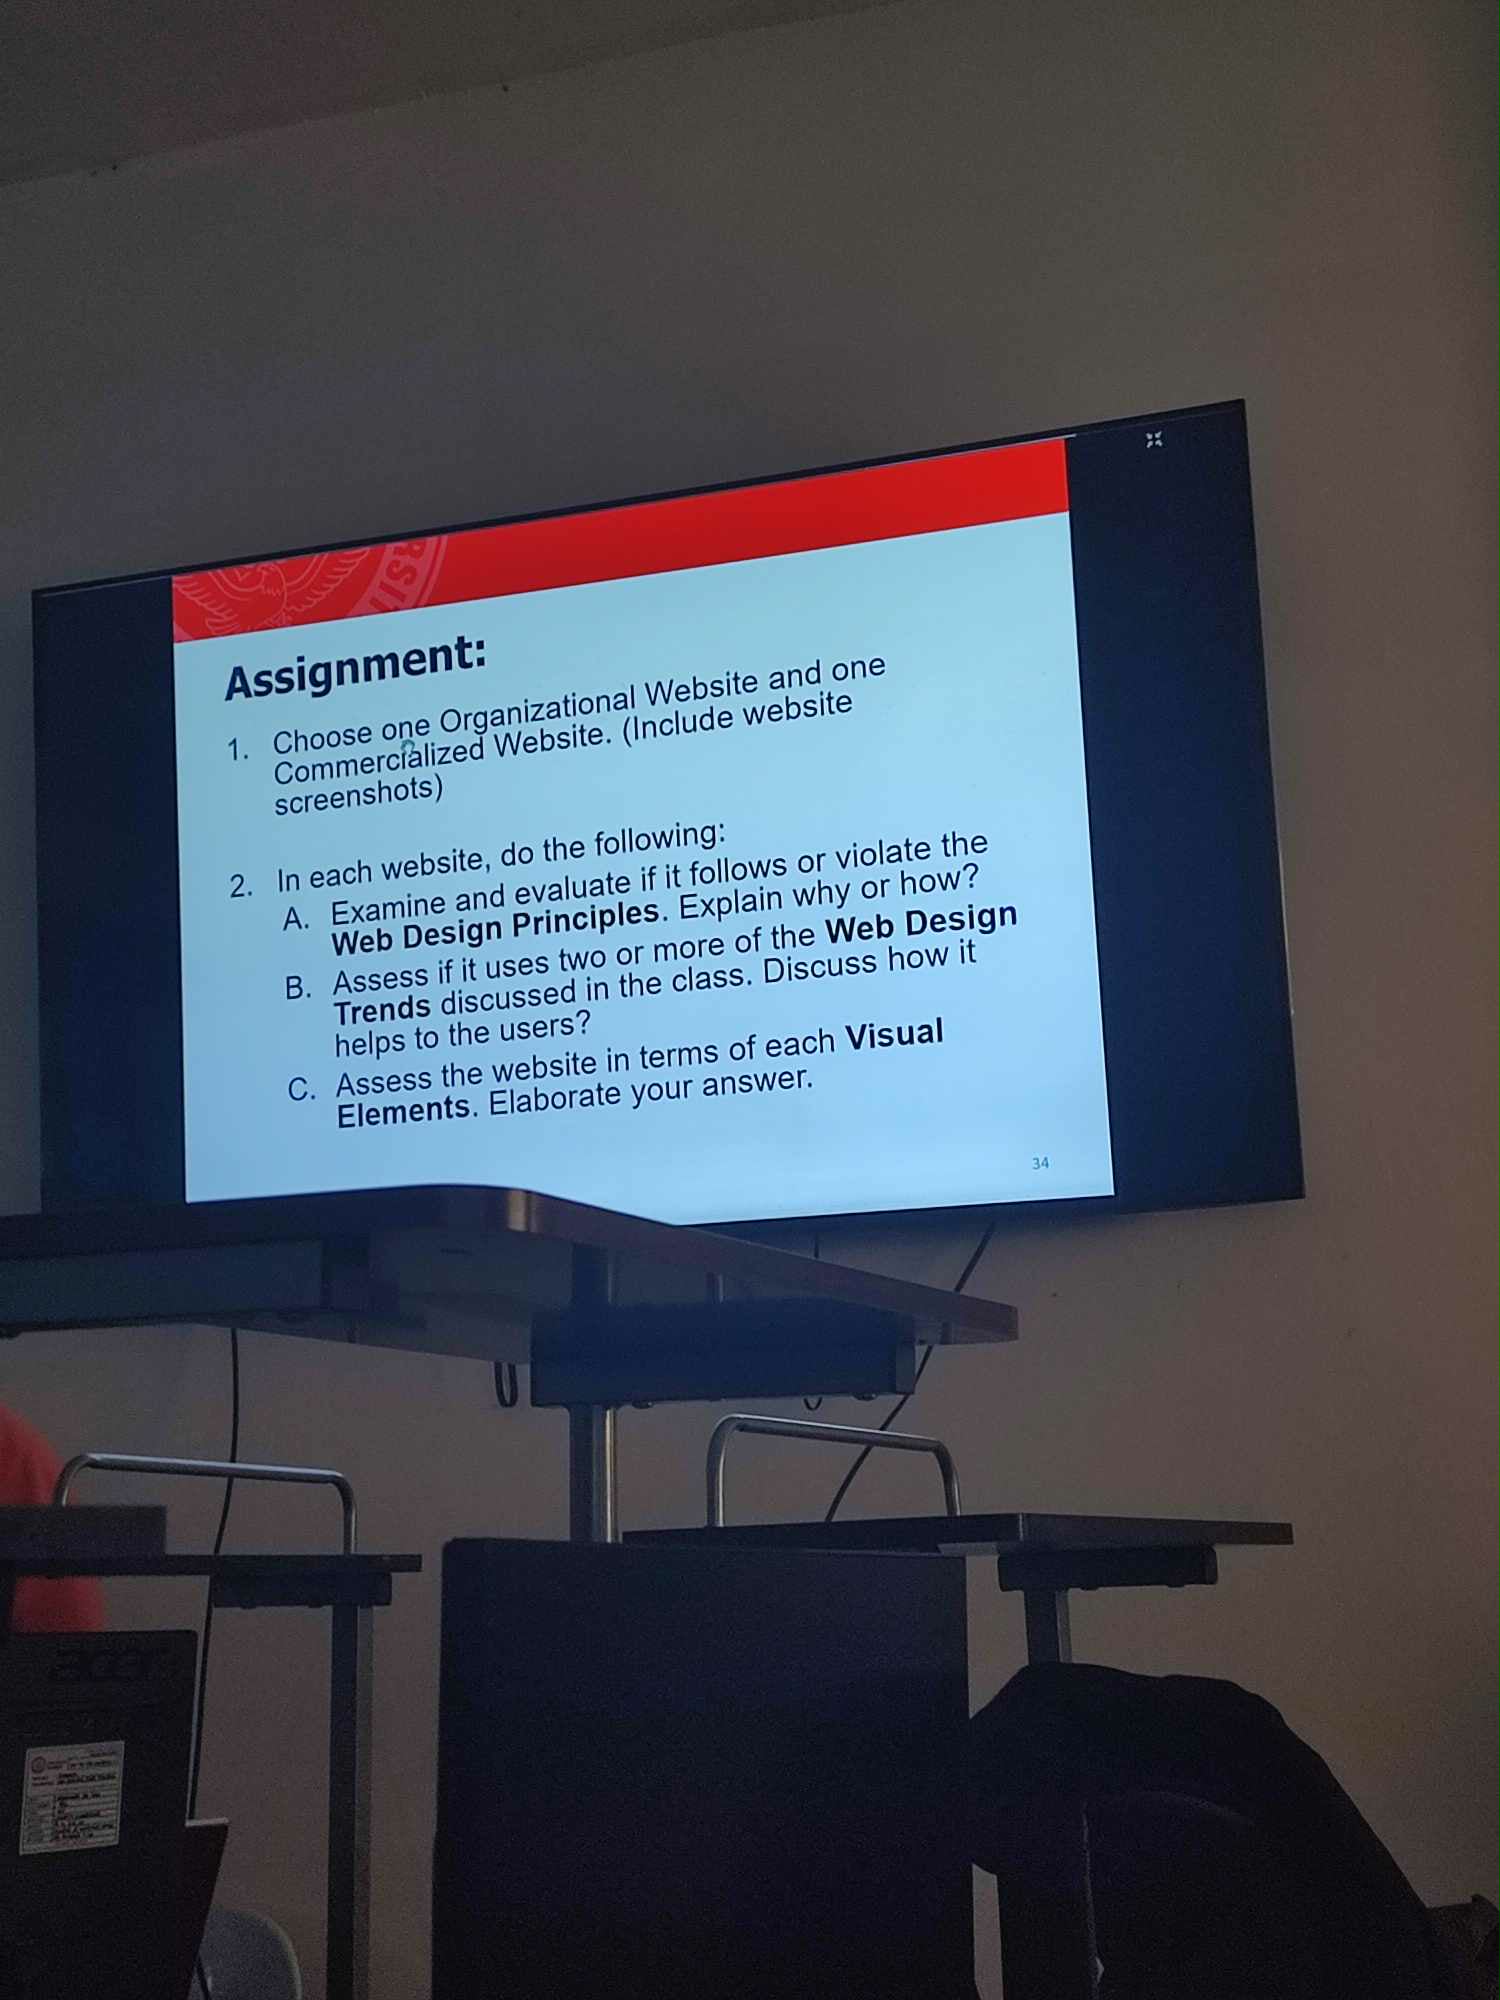 RSIT
Assignment:
1. Choose one Organizational Website and one
Commercialized Website. (Include website
screenshots)
2. In each website, do the following:
A. Examine and evaluate if it follows or violate the
Web Design Principles. Explain why or how?
B. Assess if it uses two or more of the Web Design
Trends discussed in the class. Discuss how it
helps to the users?
C. Assess the website in terms of each Visual
Elements. Elaborate your answer.
34
acer